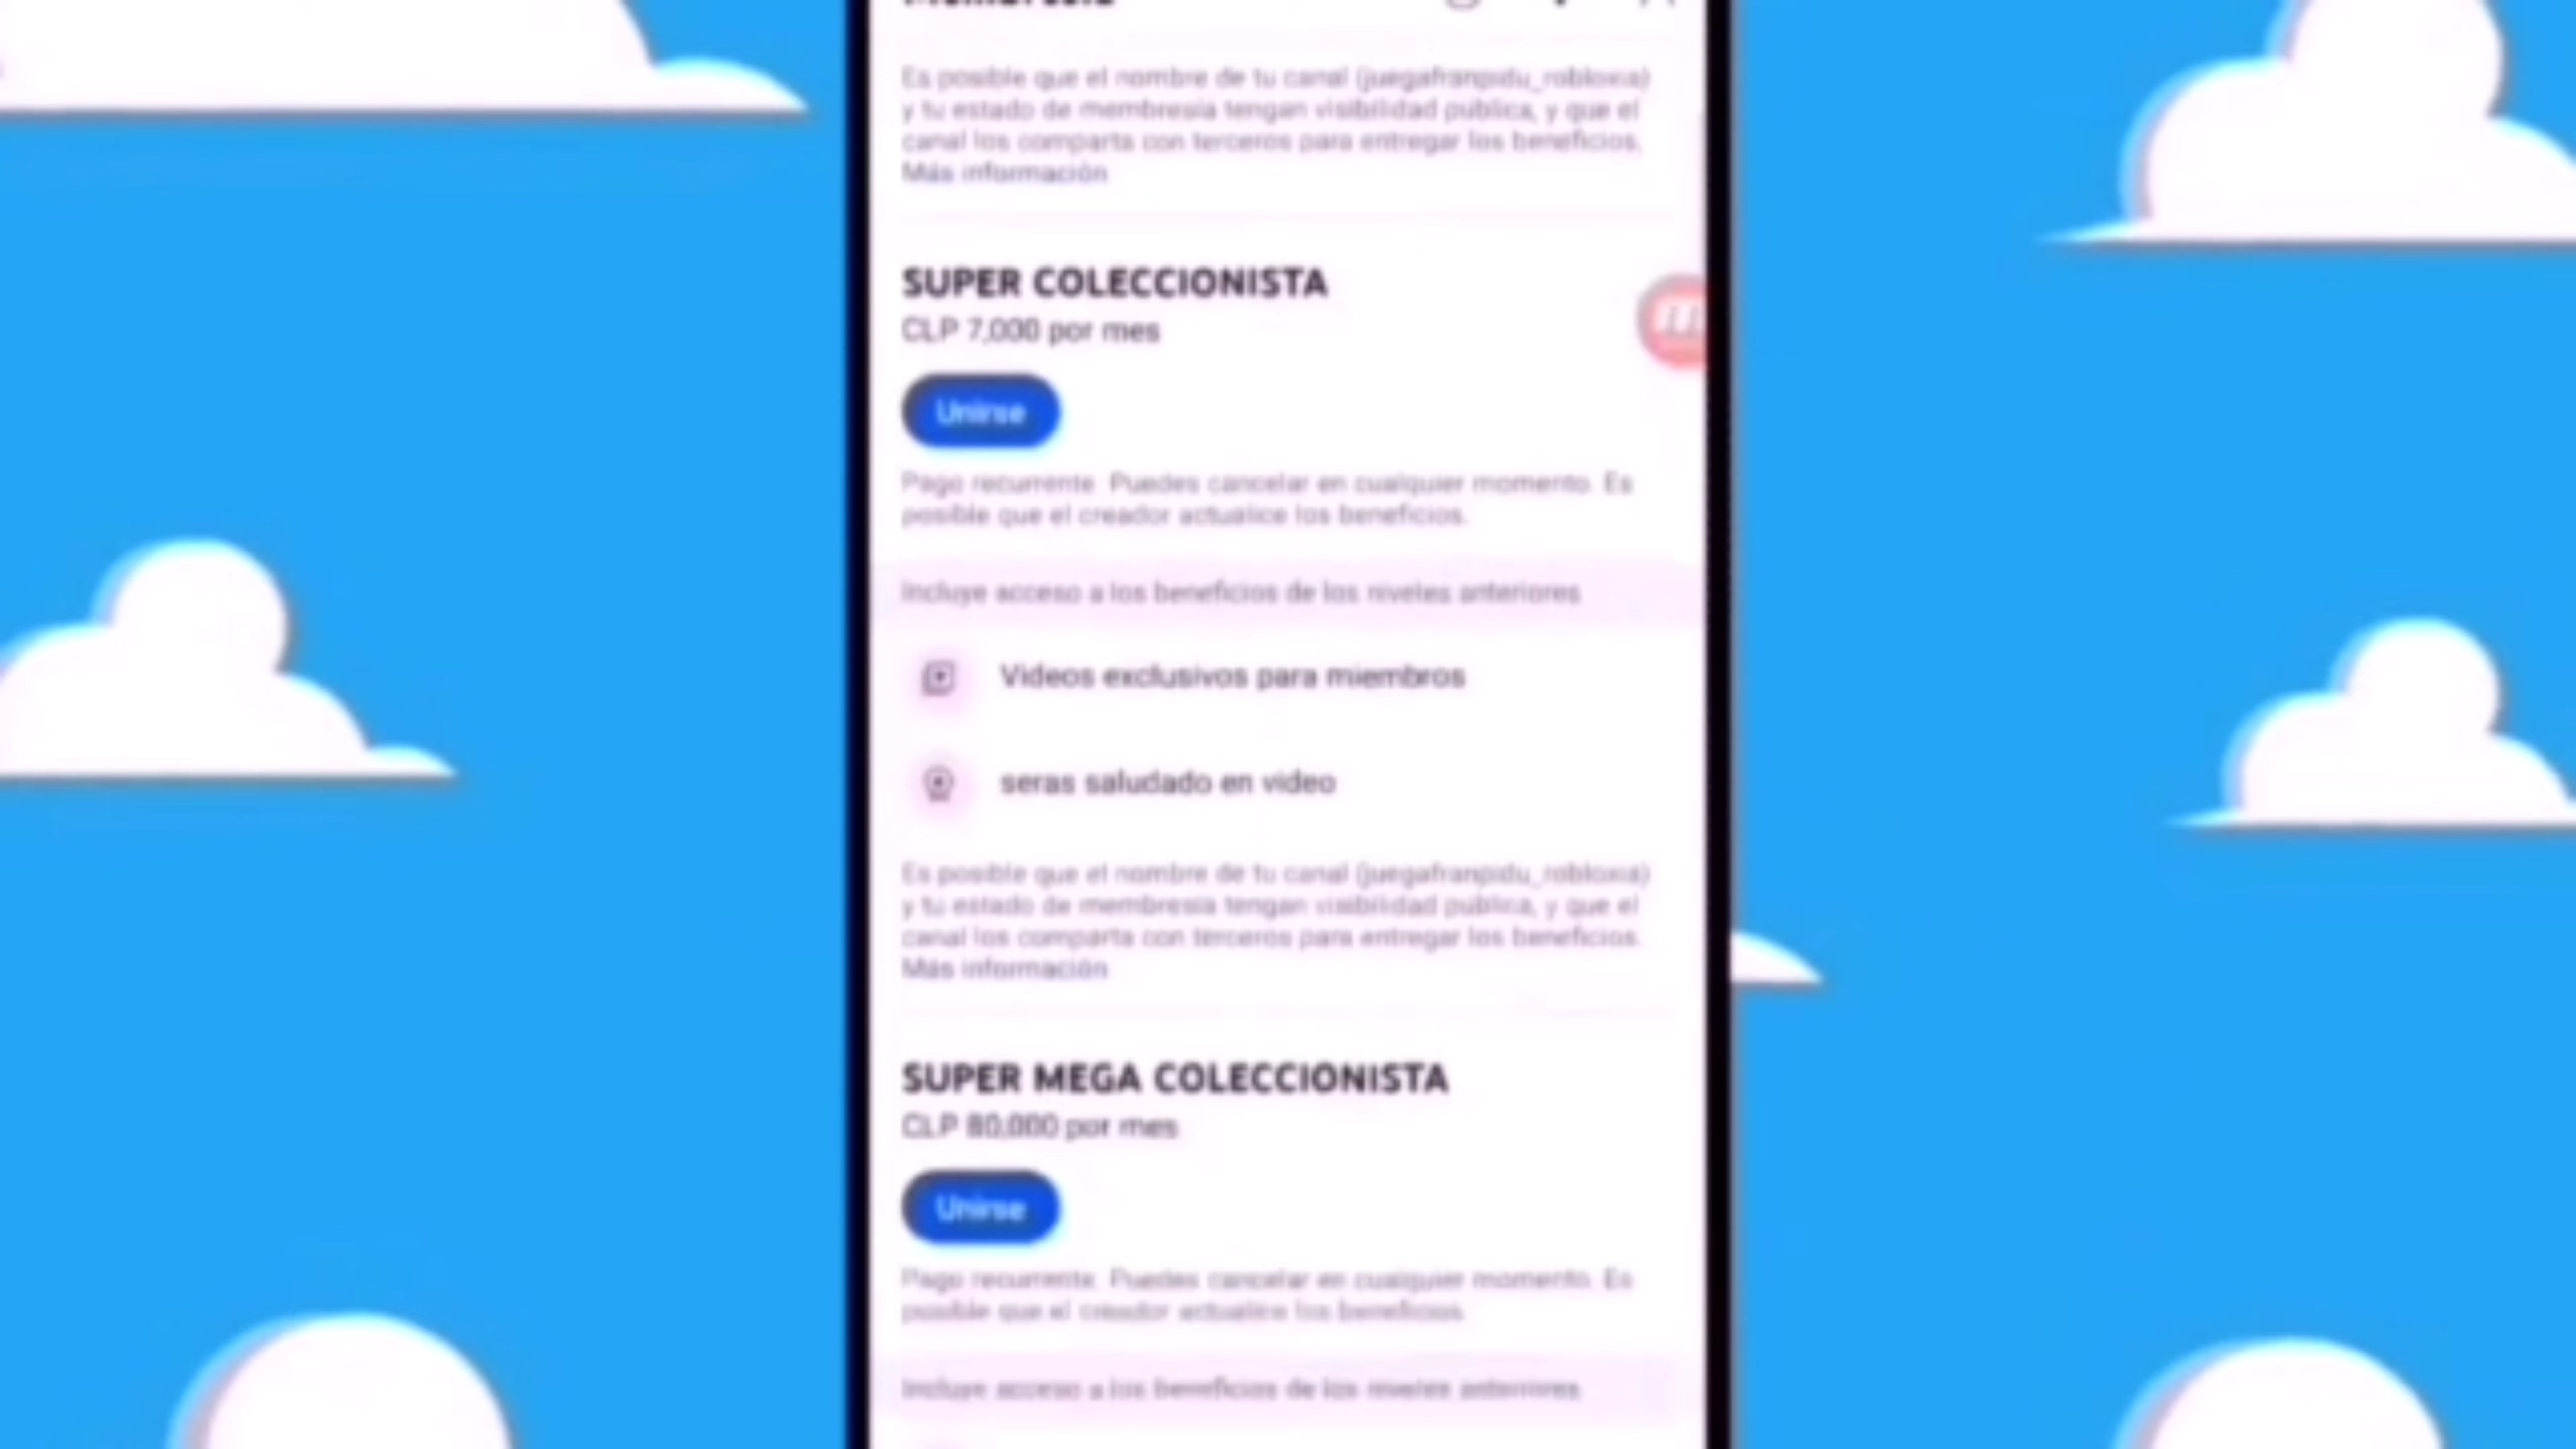 Es posible que el nombre de tu canal (juegafranpidu_robloxia)
y tu estado de membresía tengan visibilidad pública, y que el
canal los comparta con terceros para entregar los beneficios.
Más información
SUPER COLECCIONISTA
CLP 7,000 por mes
Unirse
Pago recurrente. Puedes cancelar en cualquier momento. Es
posible que el creador actualice los beneficios.
Incluye acceso a los beneficios de los niveles anteriores
Videos exclusivos para miembros
seras saludado en video
Es posible que el nombre de tu canal (juegafranpidu_robloxia)
y tu estado de membresía tengan visibilidad pública, y que el
canal los comparta con terceros para entregar los beneficios.
Más información
SUPER MEGA COLECCIONISTA
CLP 80,000 por mes
Unirse
Pago recurrente. Puedes cancelar en cualquier momento. Es
posible que el creador actualice los beneficios.
Incluye acceso a los beneficios de los niveles anteriores